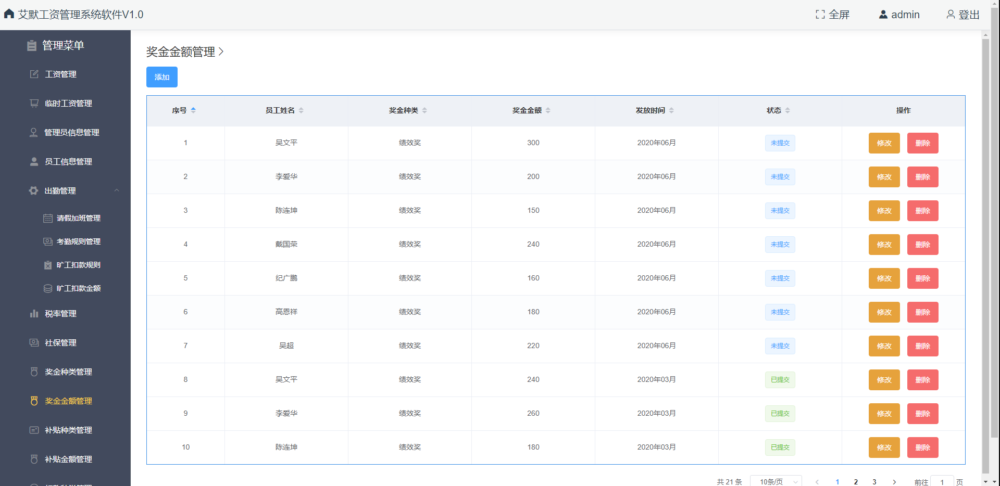 艾默工资管理系统软件V1.0 全屏 admin 登出
管理菜单
工资管理
临时工资管理
管理员信息管理
员工信息管理
出勤管理
请假加班管理
考勤规则管理
旷工扣款规则
旷工扣款金额
税率管理
社保管理
奖金种类管理
奖金金额管理
补贴种类管理
补贴金额管理
奖金金额管理
添加
序号 员工姓名 奖金种类 奖金金额 发放时间 状态 操作
1 吴文平 绩效奖 300 2020年06月 未提交 修改 删除
2 李爱华 绩效奖 200 2020年06月 未提交 修改 删除
3 陈连坤 绩效奖 150 2020年06月 未提交 修改 删除
4 戴国荣 绩效奖 240 2020年06月 未提交 修改 删除
5 纪广鹏 绩效奖 160 2020年06月 未提交 修改 删除
6 高恩祥 绩效奖 180 2020年06月 未提交 修改 删除
7 吴超 绩效奖 220 2020年06月 未提交 修改 删除
8 吴文平 绩效奖 240 2020年03月 已提交 修改 删除
9 李爱华 绩效奖 260 2020年03月 已提交 修改 删除
10 陈连坤 绩效奖 180 2020年03月 已提交 修改 删除
共 21 条 10条/页 1 2 3 前往 1 页